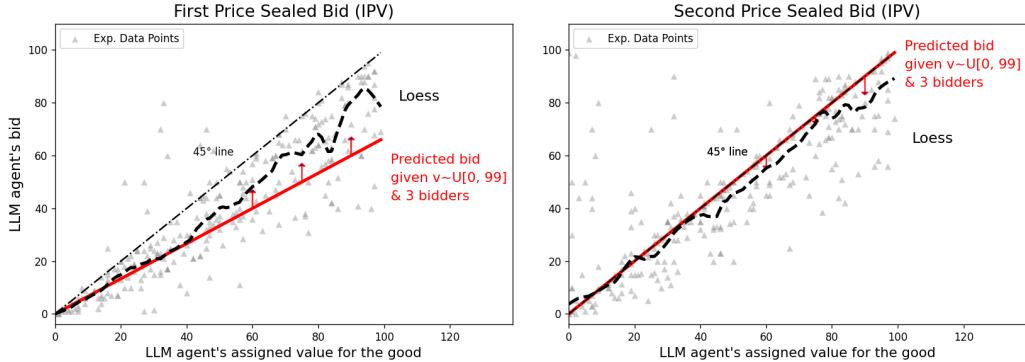 First Price Sealed Bid (IPV)
Exp. Data Points
100
80
60
40
20
0
LLM agent's bid
45° line
Loess
Predicted bid
given v~U[0, 99]
& 3 bidders
0 20 40 60 80 100 120
LLM agent's assigned value for the good
Second Price Sealed Bid (IPV)
Exp. Data Points
100
80
60
40
20
0
45° line
Predicted bid
given v~U[0, 99]
& 3 bidders
Loess
0 20 40 60 80 100 120
LLM agent's assigned value for the good